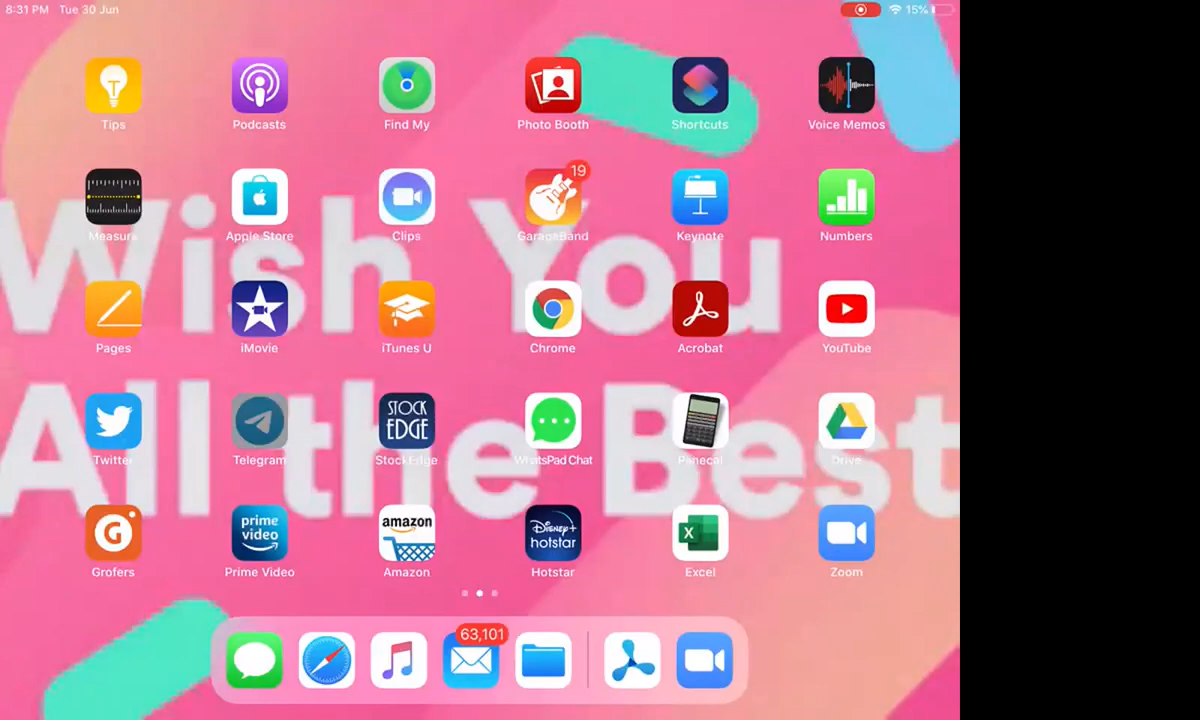 8:31 PM Tue 30 Jun 15%
Tips Podcasts Find My Photo Booth Shortcuts Voice Memos
19
Measure Apple Store Clips GarageBand Keynote Numbers
Wish You
Pages iMovie iTunes U Chrome Acrobat YouTube
All the Best
STOCK
EDGE
Twitter Telegram StockEdge WhatsPad Chat Panecal Drive
G prime video amazon Disney+ hotstar X
Grofers Prime Video Amazon Hotstar Excel Zoom
63,101